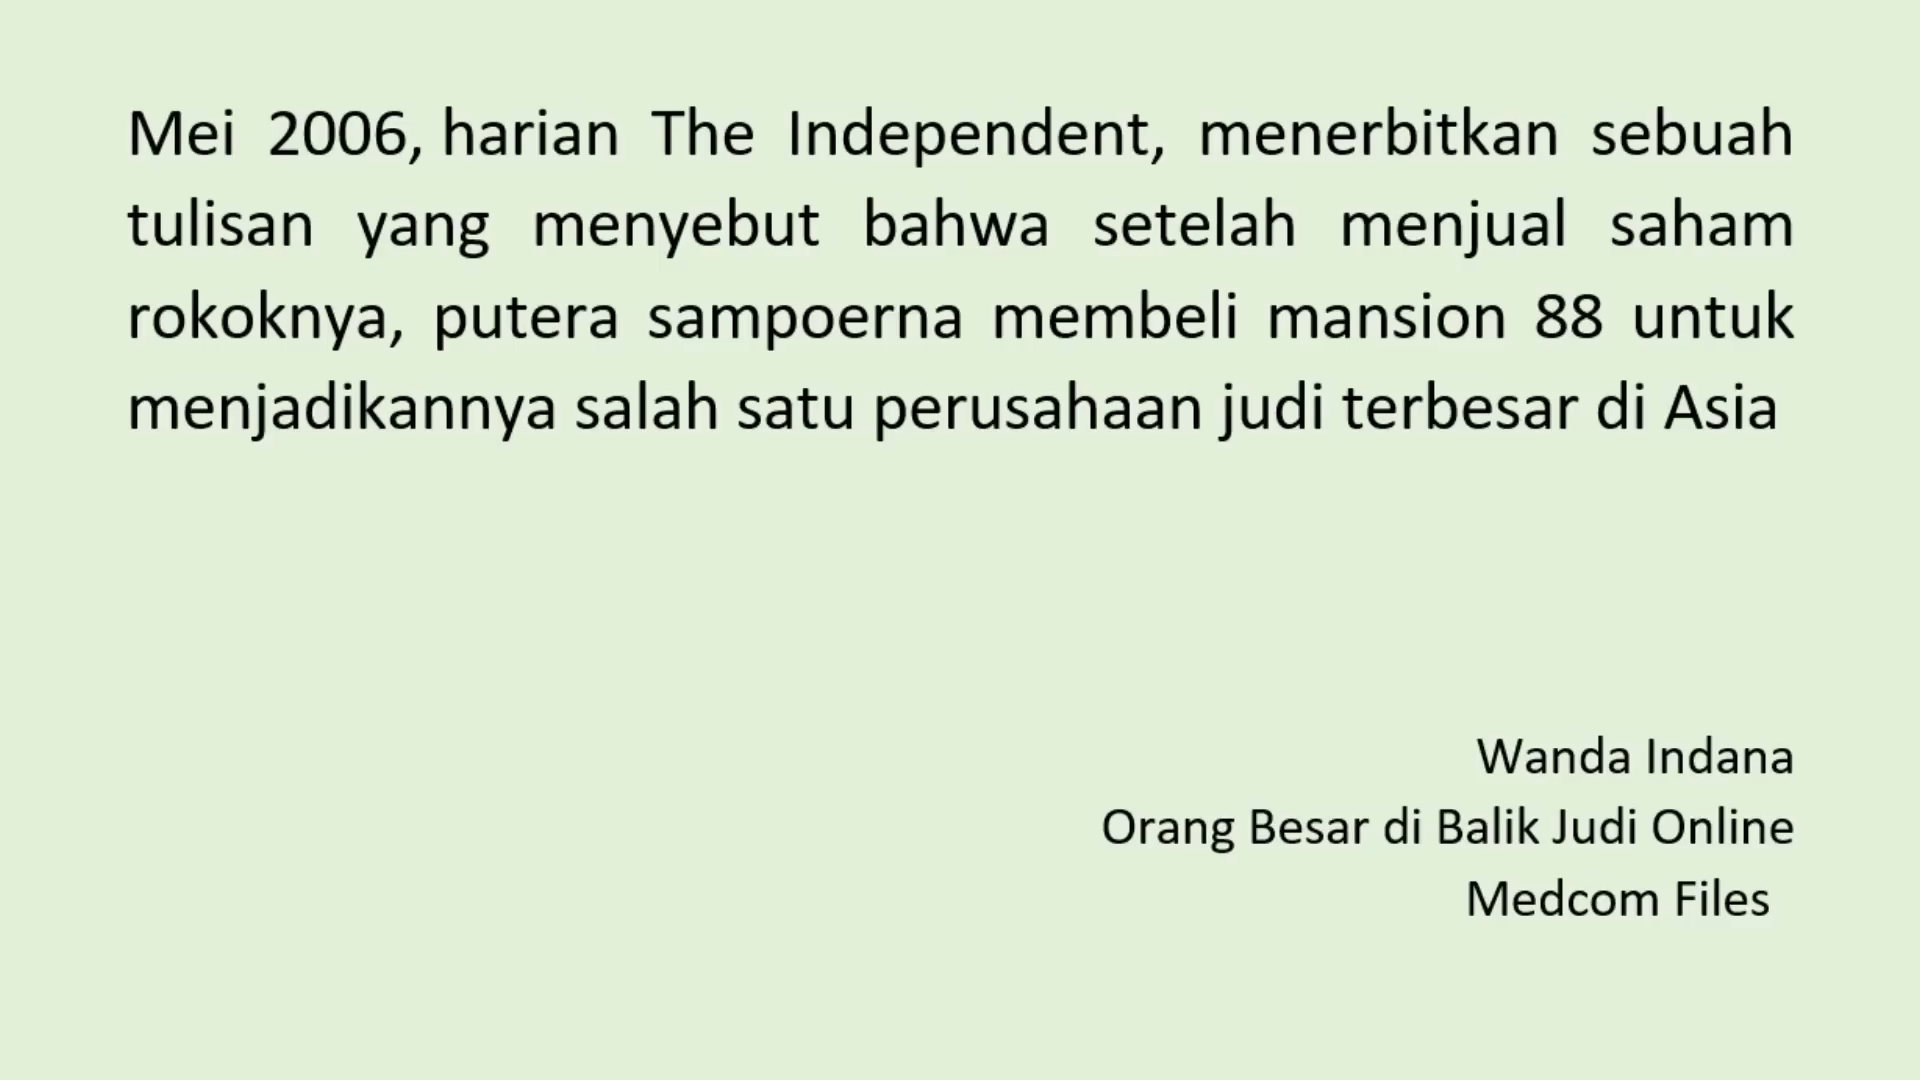 Mei 2006, harian The Independent, menerbitkan sebuah
tulisan yang menyebut bahwa setelah menjual saham
rokoknya, putera sampoerna membeli mansion 88 untuk
menjadikannya salah satu perusahaan judi terbesar di Asia
Wanda Indana
Orang Besar di Balik Judi Online
Medcom Files